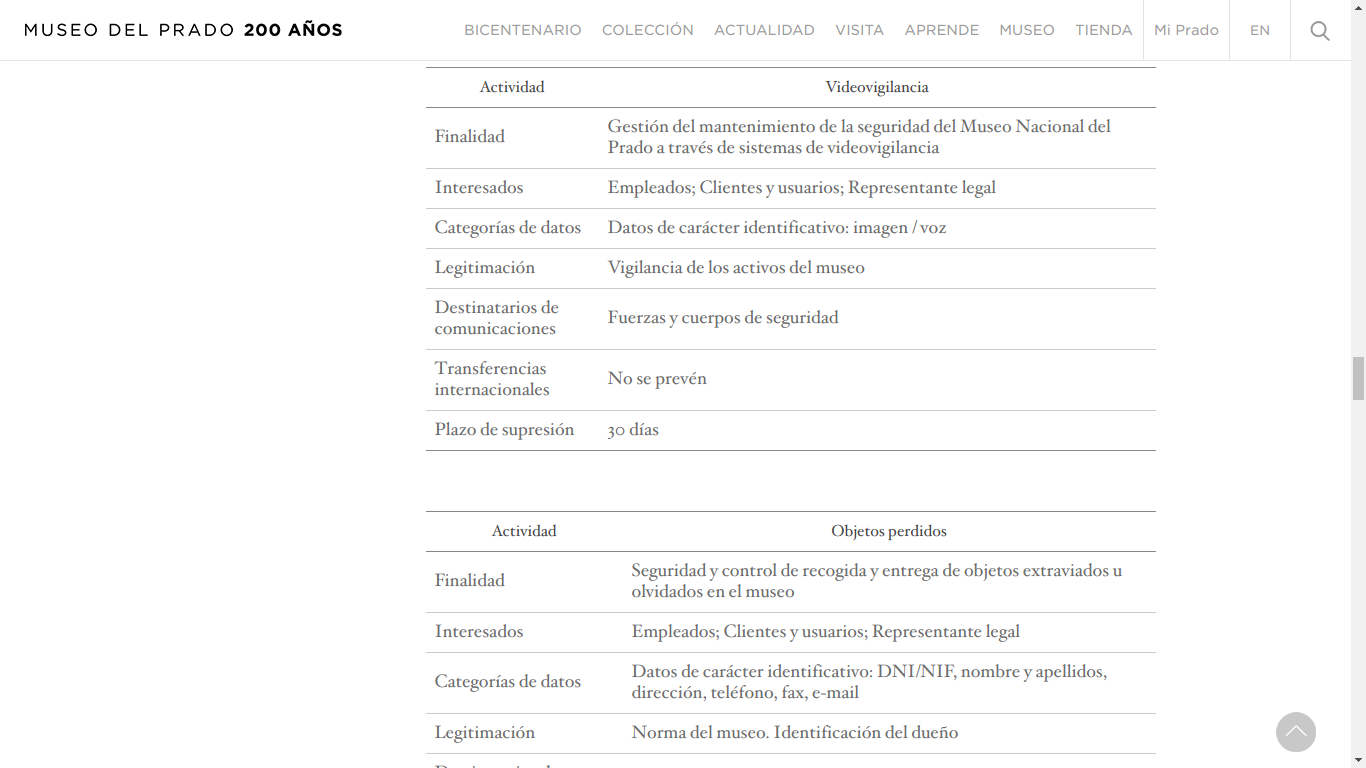 MUSEO DEL PRADO 200 AÑOS
BICENTENARIO COLECCIÓN ACTUALIDAD VISITA APRENDE MUSEO TIENDA Mi Prado EN
Actividad Videovigilancia
Finalidad Gestión del mantenimiento de la seguridad del Museo Nacional del
Prado a través de sistemas de videovigilancia
Interesados Empleados; Clientes y usuarios; Representante legal
Categorías de datos Datos de carácter identificativo: imagen / voz
Legitimación Vigilancia de los activos del museo
Destinatarios de
comunicaciones Fuerzas y cuerpos de seguridad
Transferencias
internacionales No se prevén
Plazo de supresión 30 días
Actividad Objetos perdidos
Finalidad Seguridad y control de recogida y entrega de objetos extraviados u
olvidados en el museo
Interesados Empleados; Clientes y usuarios; Representante legal
Categorías de datos Datos de carácter identificativo: DNI/NIF, nombre y apellidos,
dirección, teléfono, fax, e-mail
Legitimación Norma del museo. Identificación del dueño